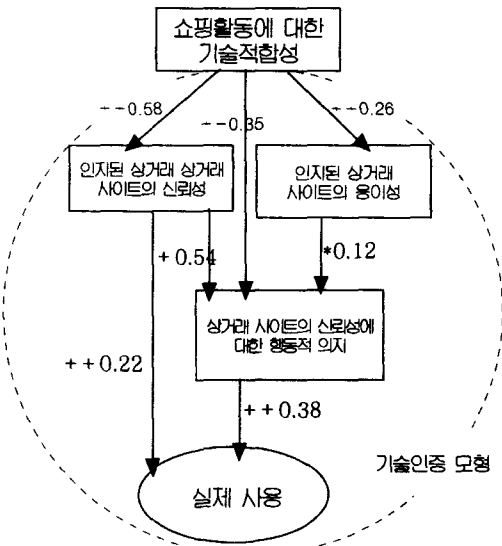 쇼핑활동에 대한
기술적합성
--0.58
--0.35
--0.26
인지된 상거래 상거래
사이트의 신뢰성
인지된 상거래
사이트의 용이성
+0.54
*0.12
상거래 사이트의 신뢰성에
대한 행동적 의지
++0.22
++0.38
기술인증 모형
실제 사용